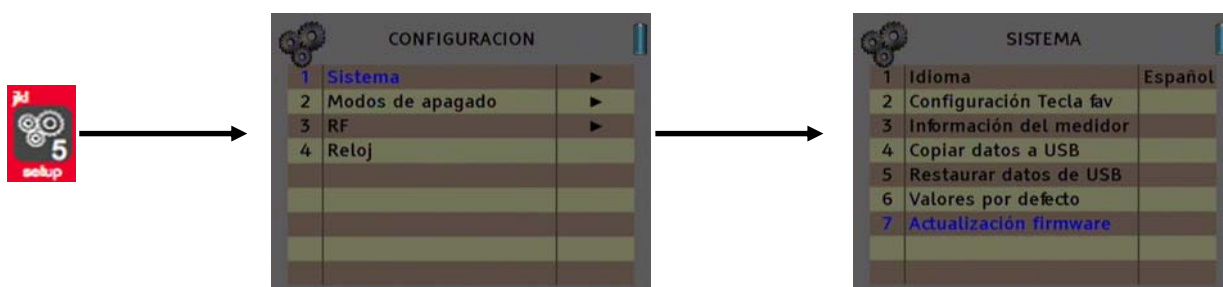 jkl
5
setup
CONFIGURACION
1 Sistema ►
2 Modos de apagado ►
3 RF ►
4 Reloj
SISTEMA
1 Idioma Español
2 Configuración Tecla fav
3 Información del medidor
4 Copiar datos a USB
5 Restaurar datos de USB
6 Valores por defecto
7 Actualización firmware